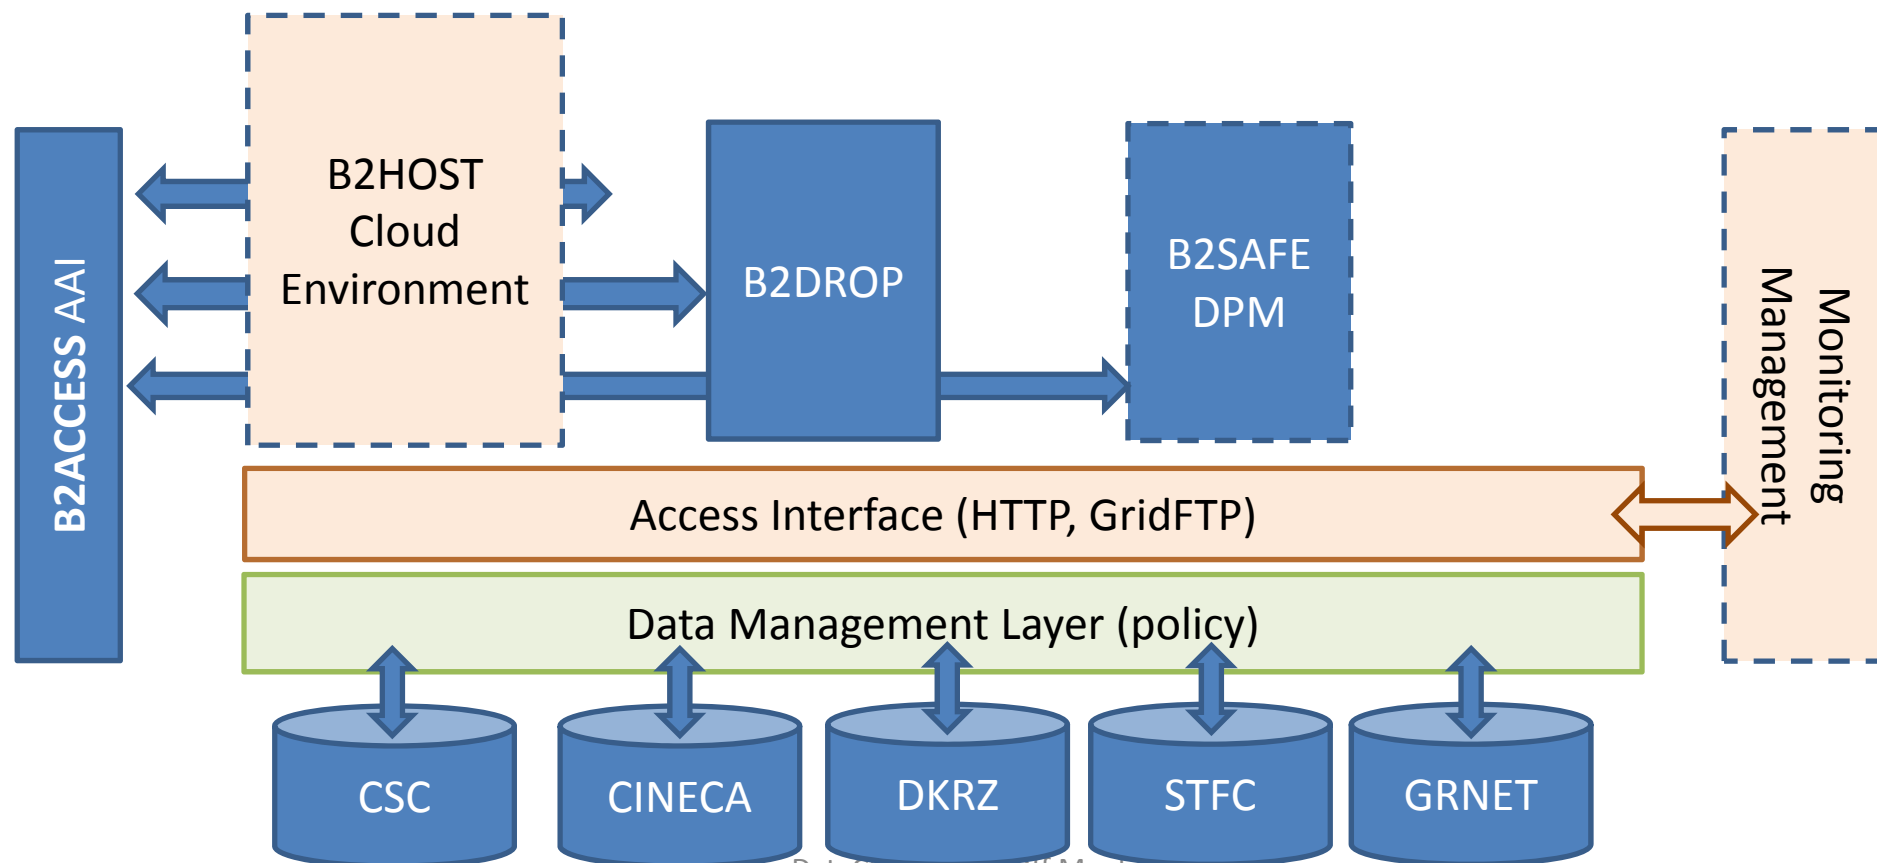 B2HOST
Cloud
Environment
B2ACCESS AAI
B2DROP
B2SAFE
DPM
Monitoring
Management
Access Interface (HTTP, GridFTP)
Data Management Layer (policy)
CSC
CINECA
DKRZ
STFC
GRNET